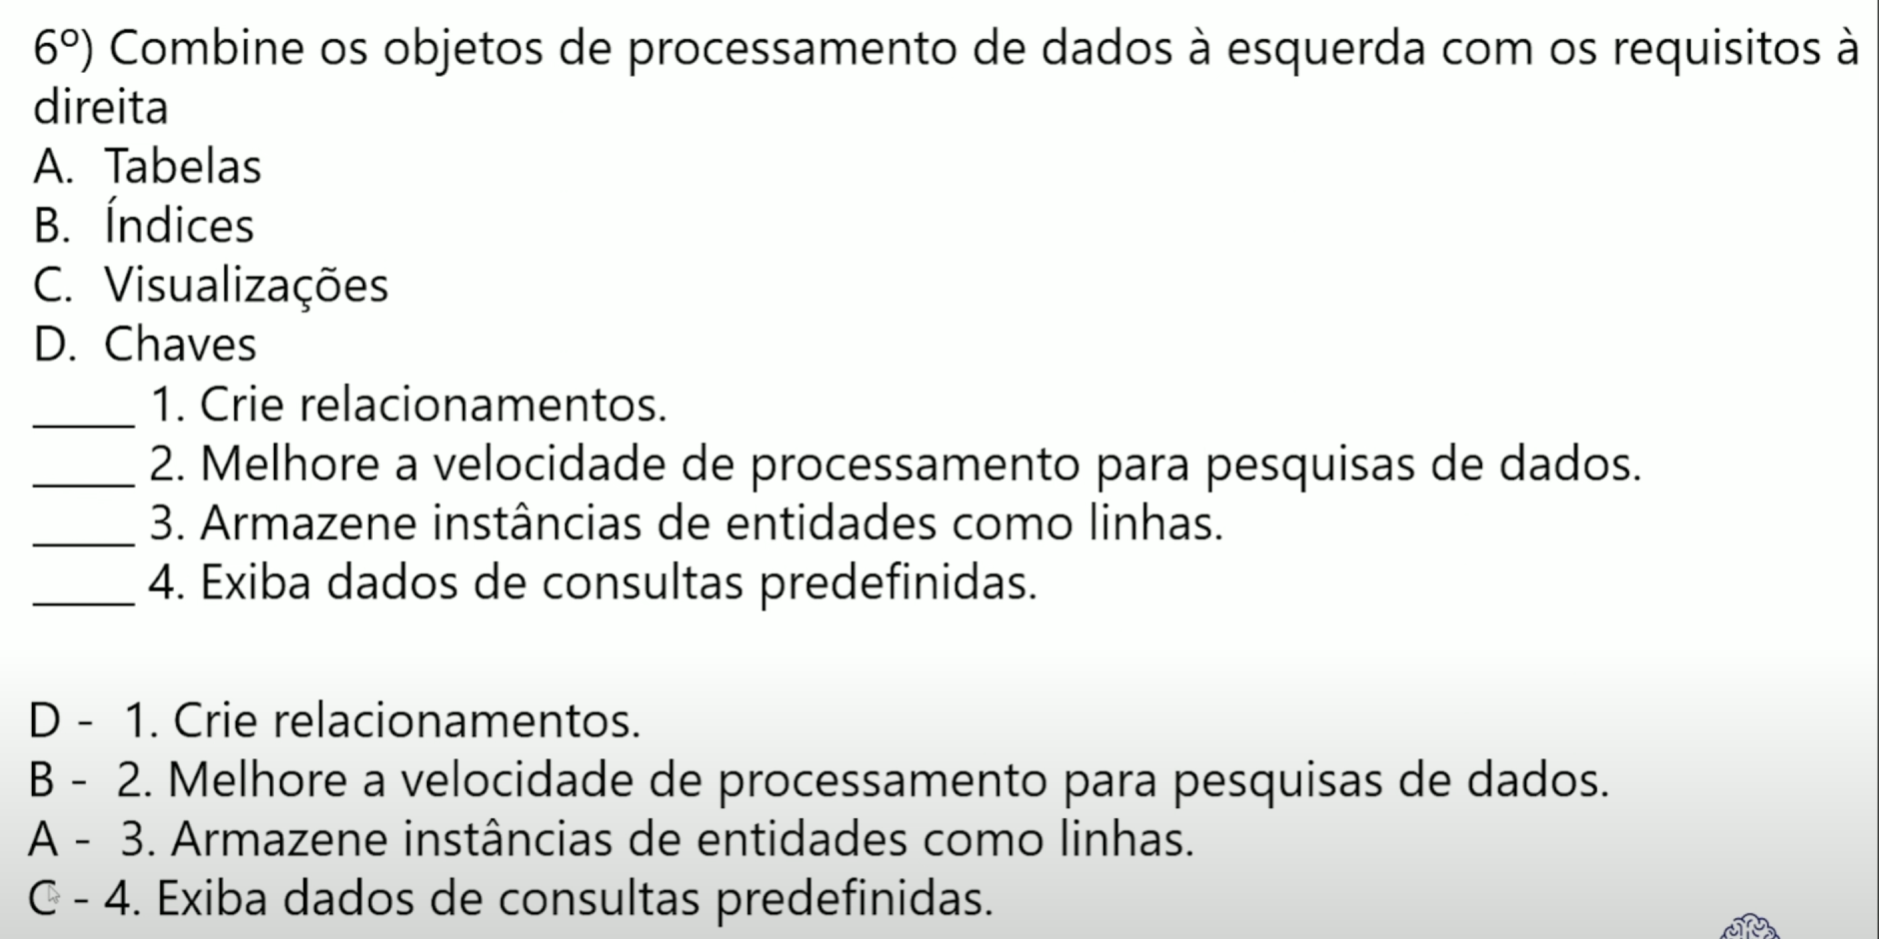 6º) Combine os objetos de processamento de dados à esquerda com os requisitos à
direita
A. Tabelas
B. Índices
C. Visualizações
D. Chaves
_____ 1. Crie relacionamentos.
_____ 2. Melhore a velocidade de processamento para pesquisas de dados.
_____ 3. Armazene instâncias de entidades como linhas.
_____ 4. Exiba dados de consultas predefinidas.
D - 1. Crie relacionamentos.
B - 2. Melhore a velocidade de processamento para pesquisas de dados.
A - 3. Armazene instâncias de entidades como linhas.
C - 4. Exiba dados de consultas predefinidas.